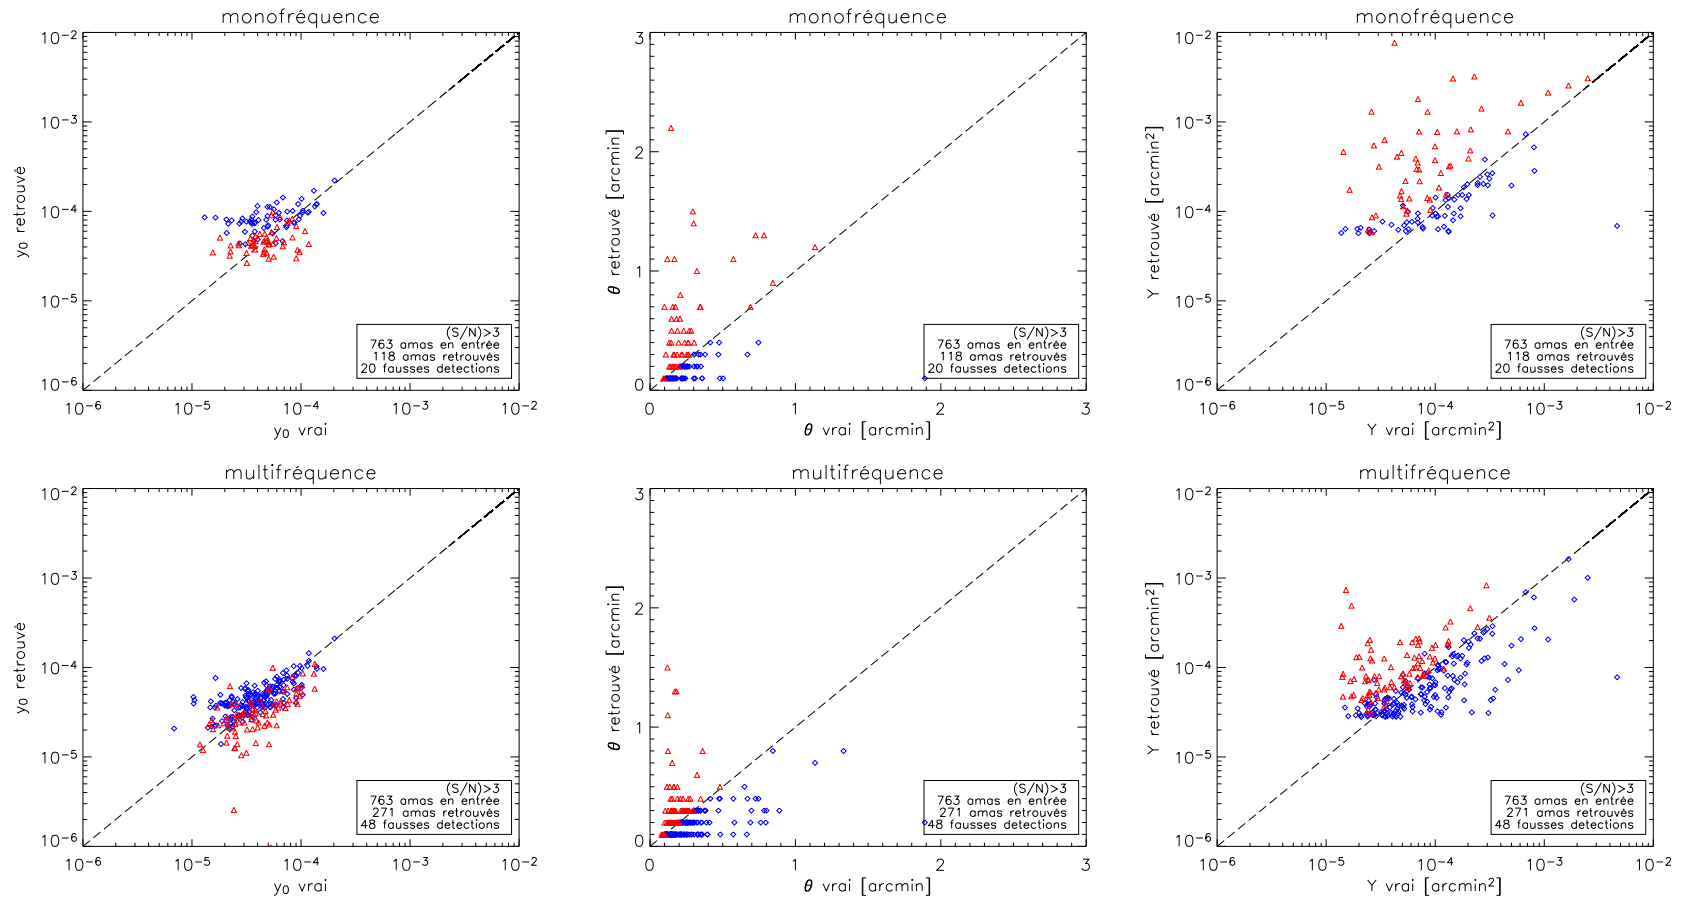 monofréquence
y0 retrouvé
10-2
10-3
10-4
10-5
10-6
(S/N)>3
763 amas en entrée
118 amas retrouvés
20 fausses detections
10-6 10-5 10-4 10-3 10-2
y0 vrai
monofréquence
θ retrouvé [arcmin]
3
2
1
0
(S/N)>3
763 amas en entrée
118 amas retrouvés
20 fausses detections
0 1 2 3
θ vrai [arcmin]
monofréquence
Y retrouvé [arcmin2]
10-2
10-3
10-4
10-5
10-6
(S/N)>3
763 amas en entrée
118 amas retrouvés
20 fausses detections
10-6 10-5 10-4 10-3 10-2
Y vrai [arcmin2]
multifréquence
y0 retrouvé
10-2
10-3
10-4
10-5
10-6
(S/N)>3
763 amas en entrée
271 amas retrouvés
48 fausses detections
10-6 10-5 10-4 10-3 10-2
y0 vrai
multifréquence
θ retrouvé [arcmin]
3
2
1
0
(S/N)>3
763 amas en entrée
271 amas retrouvés
48 fausses detections
0 1 2 3
θ vrai [arcmin]
multifréquence
Y retrouvé [arcmin2]
10-2
10-3
10-4
10-5
10-6
(S/N)>3
763 amas en entrée
271 amas retrouvés
48 fausses detections
10-6 10-5 10-4 10-3 10-2
Y vrai [arcmin2]